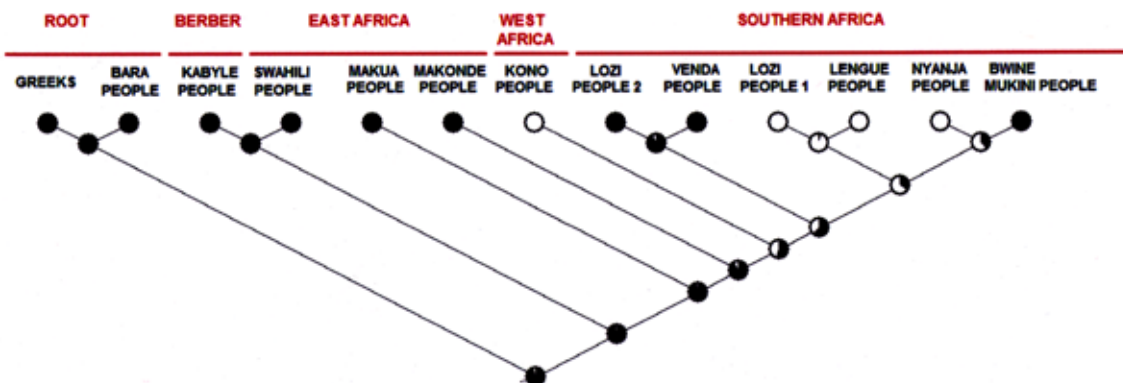 ROOT
BERBER
EAST AFRICA
WEST
AFRICA
SOUTHERN AFRICA
GREEKS
BARA
PEOPLE
KABYLE
PEOPLE
SWAHILI
PEOPLE
MAKUA
PEOPLE
MAKONDE
PEOPLE
KONO
PEOPLE
LOZI
PEOPLE 2
VENDA
PEOPLE
LOZI
PEOPLE 1
LENGUE
PEOPLE
NYANJA
PEOPLE
BWINE
MUKINI PEOPLE